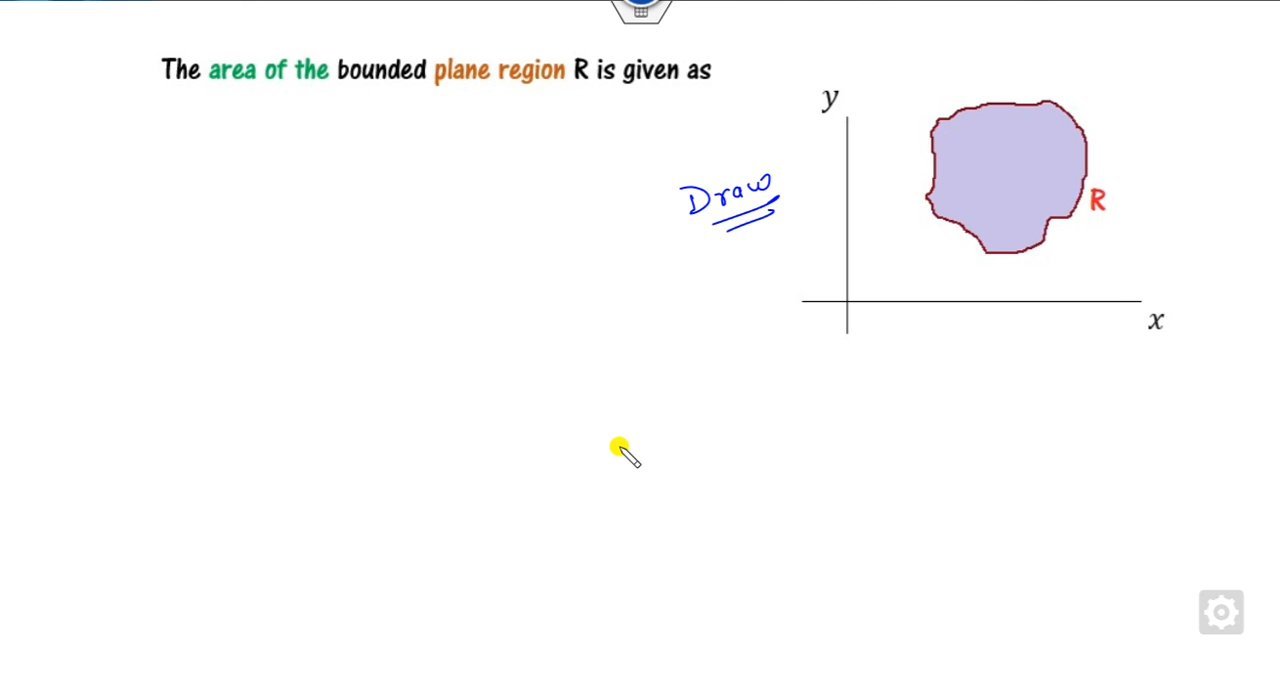 The area of the bounded plane region R is given as
y
Draw
R
x